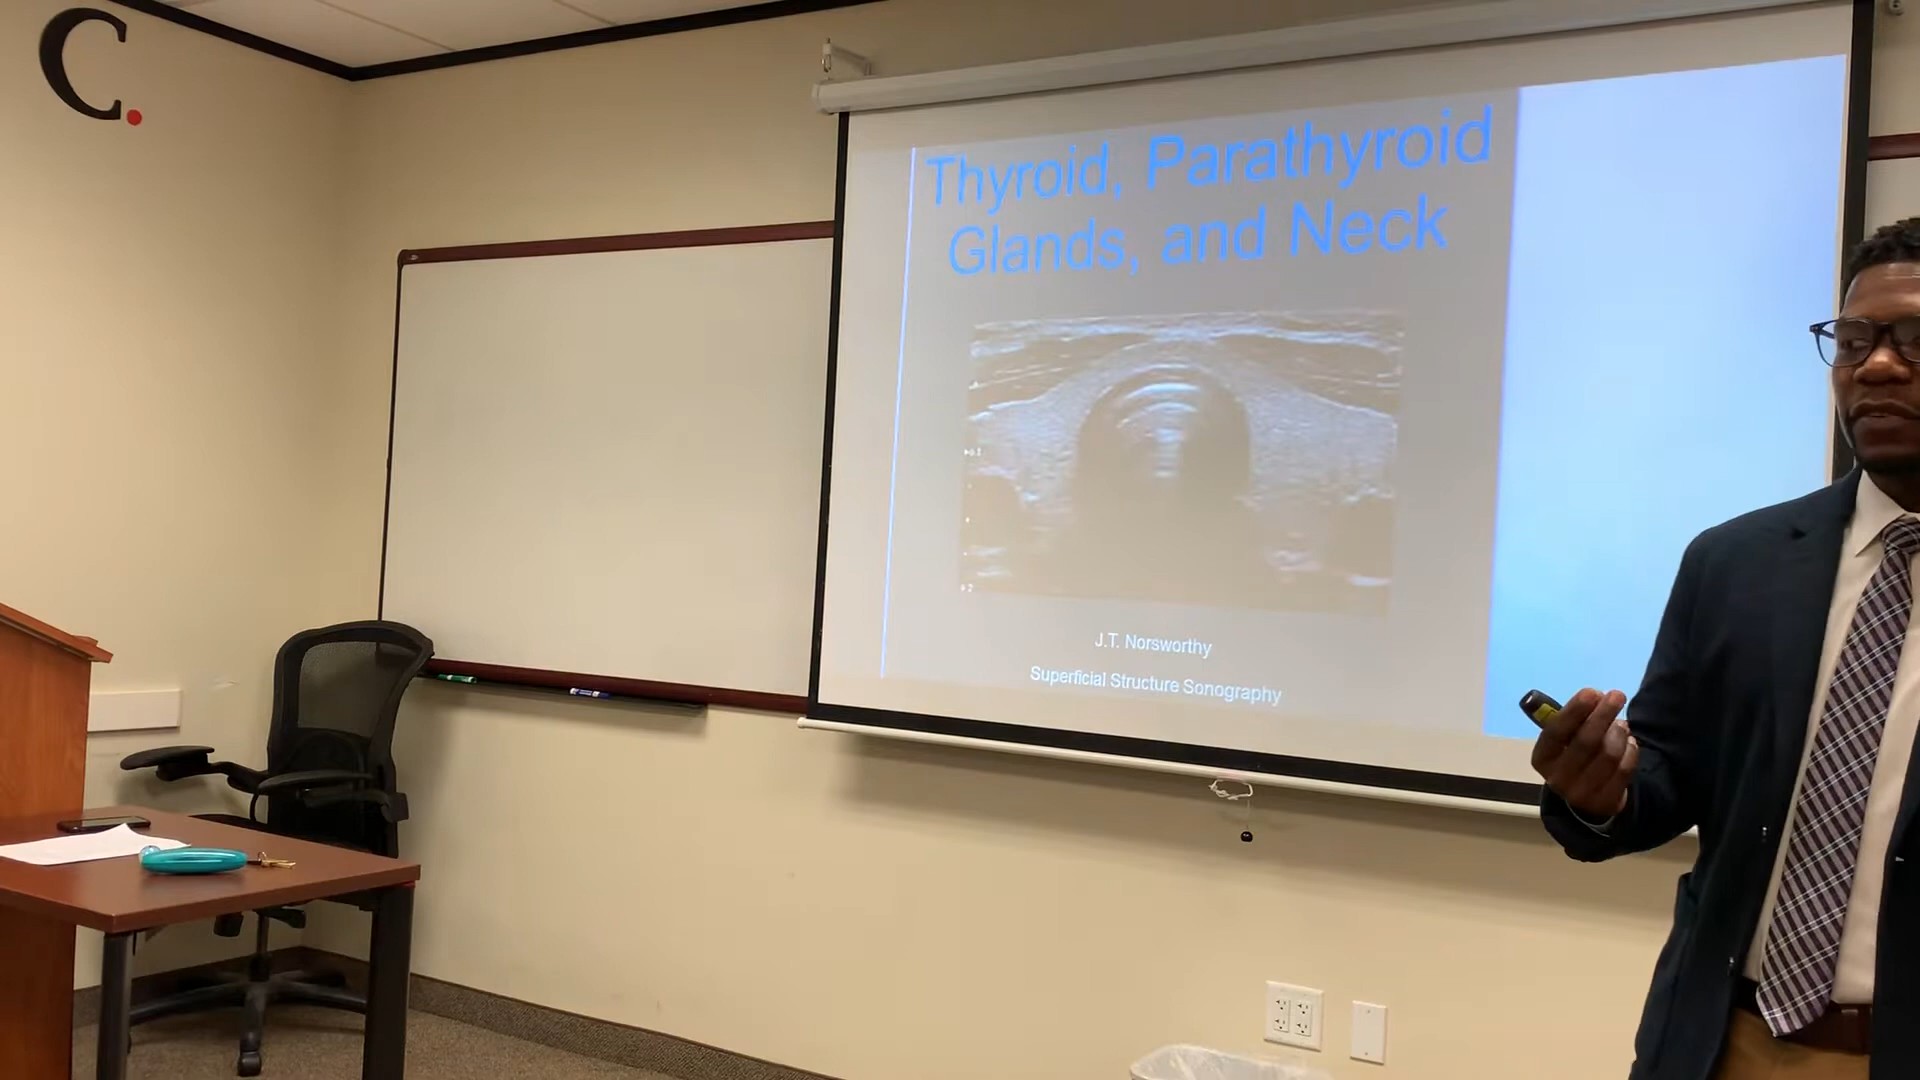 C.
Thyroid, Parathyroid
Glands, and Neck
J.T. Norsworthy
Superficial Structure Sonography